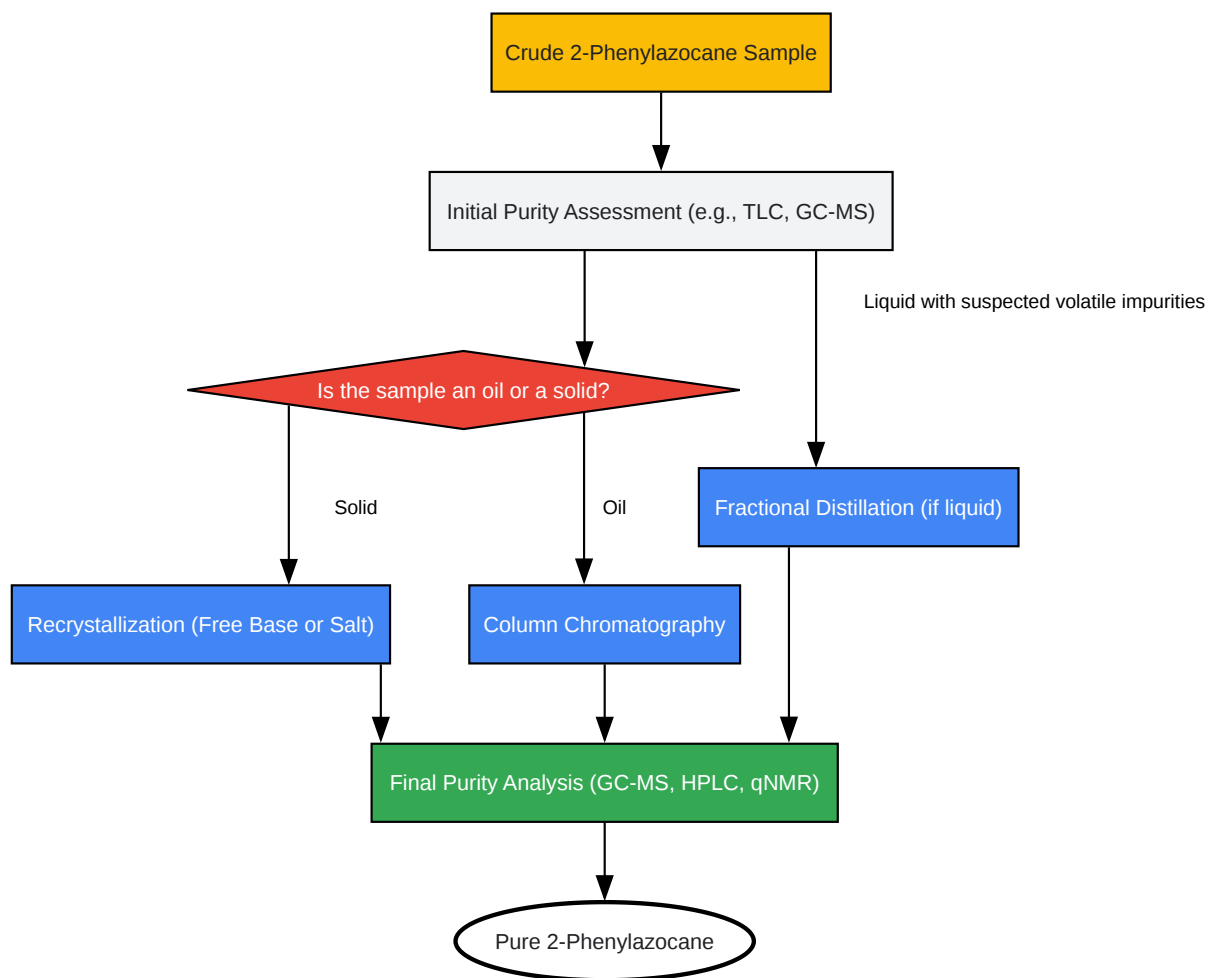 Crude 2-Phenylazocane Sample
Initial Purity Assessment (e.g., TLC, GC-MS)
Liquid with suspected volatile impurities
Is the sample an oil or a solid?
Solid
Oil
Fractional Distillation (if liquid)
Recrystallization (Free Base or Salt)
Column Chromatography
Final Purity Analysis (GC-MS, HPLC, qNMR)
Pure 2-Phenylazocane